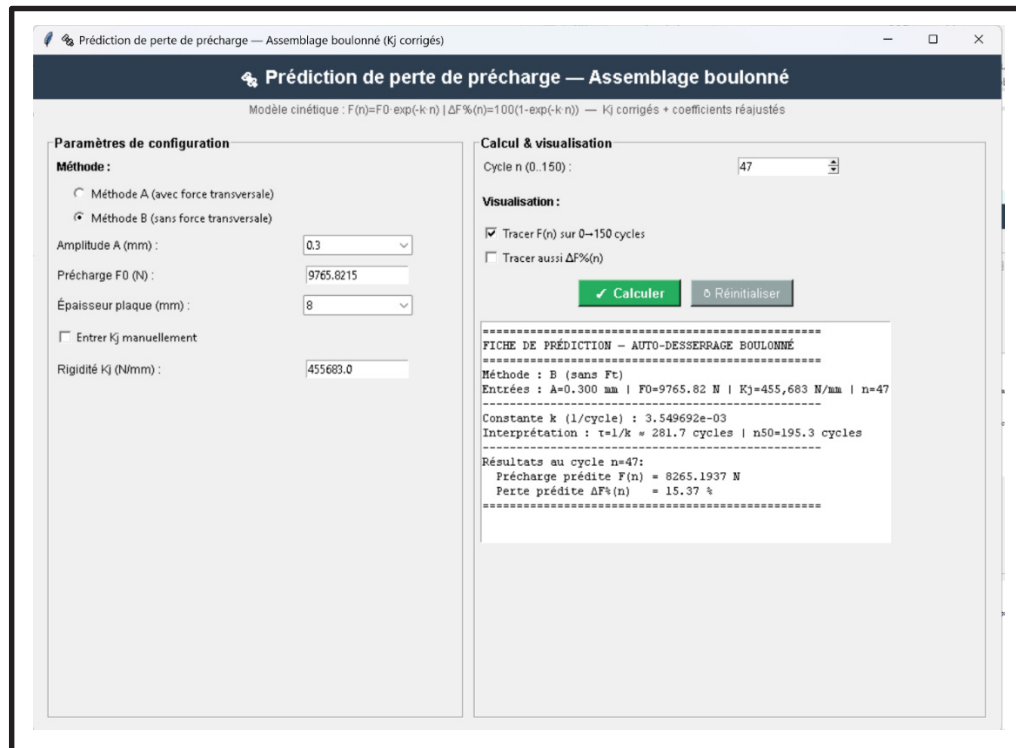 Prédiction de perte de précharge — Assemblage boulonné (Kj corrigés)
Prédiction de perte de précharge — Assemblage boulonné
Modèle cinétique : F(n)=F0·exp(-k·n) | ΔF%(n)=100(1-exp(-k·n)) — Kj corrigés + coefficients réajustés
Paramètres de configuration
Méthode :
Méthode A (avec force transversale)
Méthode B (sans force transversale)
Amplitude A (mm) : 0.3
Précharge F0 (N) : 9765.8215
Épaisseur plaque (mm) : 8
Entrer Kj manuellement
Rigidité Kj (N/mm) : 455683.0
Calcul & visualisation
Cycle n (0..150) : 47
Visualisation :
Tracer F(n) sur 0→150 cycles
Tracer aussi ΔF%(n)
✓ Calculer
Réinitialiser
==================================================
FICHE DE PRÉDICTION — AUTO-DESSERRAGE BOULONNÉ
==================================================
Méthode : B (sans Ft)
Entrées : A=0.300 mm | F0=9765.82 N | Kj=455,683 N/mm | n=47
--------------------------------------------------
Constante k (1/cycle) : 3.549692e-03
Interprétation : τ=1/k ≈ 281.7 cycles | n50=195.3 cycles
--------------------------------------------------
Résultats au cycle n=47:
Précharge prédite F(n) = 8265.1937 N
Perte prédite ΔF%(n) = 15.37 %
==================================================